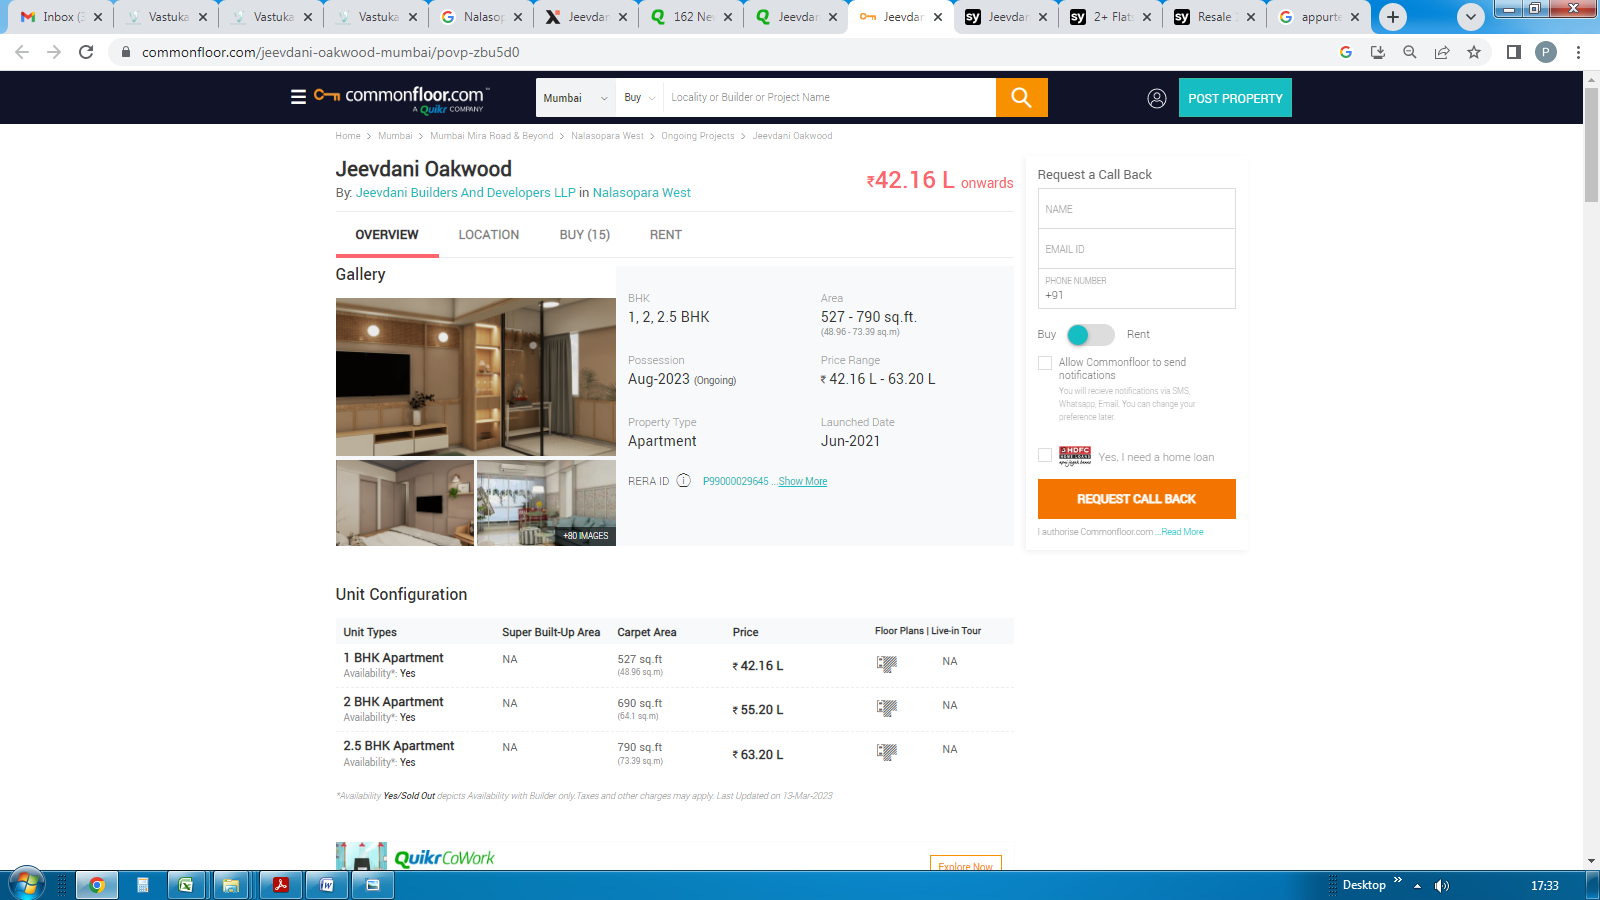 Inbox (3
Vastuka
Vastuka
Vastuka
Nalasop
Jeevdan
162 Ne
Jeevdan
Jeevdan
Jeevdan
2+ Flat
Resale
appurte
commonfloor.com/jeevdani-oakwood-mumbai/povp-zbu5d0
P
commonfloor.com
A Quikr COMPANY
Mumbai
Buy
Locality or Builder or Project Name
POST PROPERTY
Home > Mumbai > Mumbai Mira Road & Beyond > Nalasopara West > Ongoing Projects > Jeevdani Oakwood
Jeevdani Oakwood
By: Jeevdani Builders And Developers LLP in Nalasopara West
₹42.16 L onwards
OVERVIEW LOCATION BUY (15) RENT
Gallery
+80 IMAGES
BHK
1, 2, 2.5 BHK
Area
527 - 790 sq.ft.
(48.96 - 73.39 sq.m)
Possession
Aug-2023 (Ongoing)
Price Range
₹ 42.16 L - 63.20 L
Property Type
Apartment
Launched Date
Jun-2021
RERA ID i P99000029645 ...Show More
Request a Call Back
NAME
EMAIL ID
PHONE NUMBER
+91
Buy Rent
Allow Commonfloor to send
notifications
You will recieve notifications via SMS,
Whatsapp, Email. You can change your
preference later.
HDFC
Yes, I need a home loan
REQUEST CALL BACK
I authorise Commonfloor.com ...Read More
Unit Configuration
Unit Types Super Built-Up Area Carpet Area Price Floor Plans | Live-in Tour
1 BHK Apartment NA 527 sq.ft ₹ 42.16 L NA
Availability*: Yes (48.96 sq.m)
2 BHK Apartment NA 690 sq.ft ₹ 55.20 L NA
Availability*: Yes (64.1 sq.m)
2.5 BHK Apartment NA 790 sq.ft ₹ 63.20 L NA
Availability*: Yes (73.39 sq.m)
*Availability Yes/Sold Out depicts Availability with Builder only.Taxes and other charges may apply. Last Updated on 13-Mar-2023
QuikrCoWork
Explore Now
Desktop
17:33